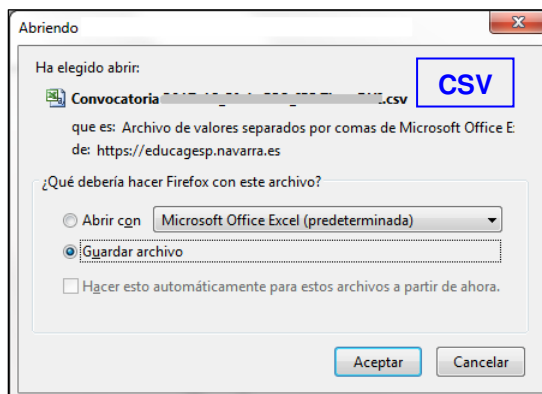 Abriendo
x
Ha elegido abrir:
CSV
Convocatoria .csv
que es: Archivo de valores separados por comas de Microsoft Office E
de: https://educagesp.navarra.es
¿Qué debería hacer Firefox con este archivo?
Abrir con Microsoft Office Excel (predeterminada)
Guardar archivo
Hacer esto automáticamente para estos archivos a partir de ahora.
Aceptar Cancelar